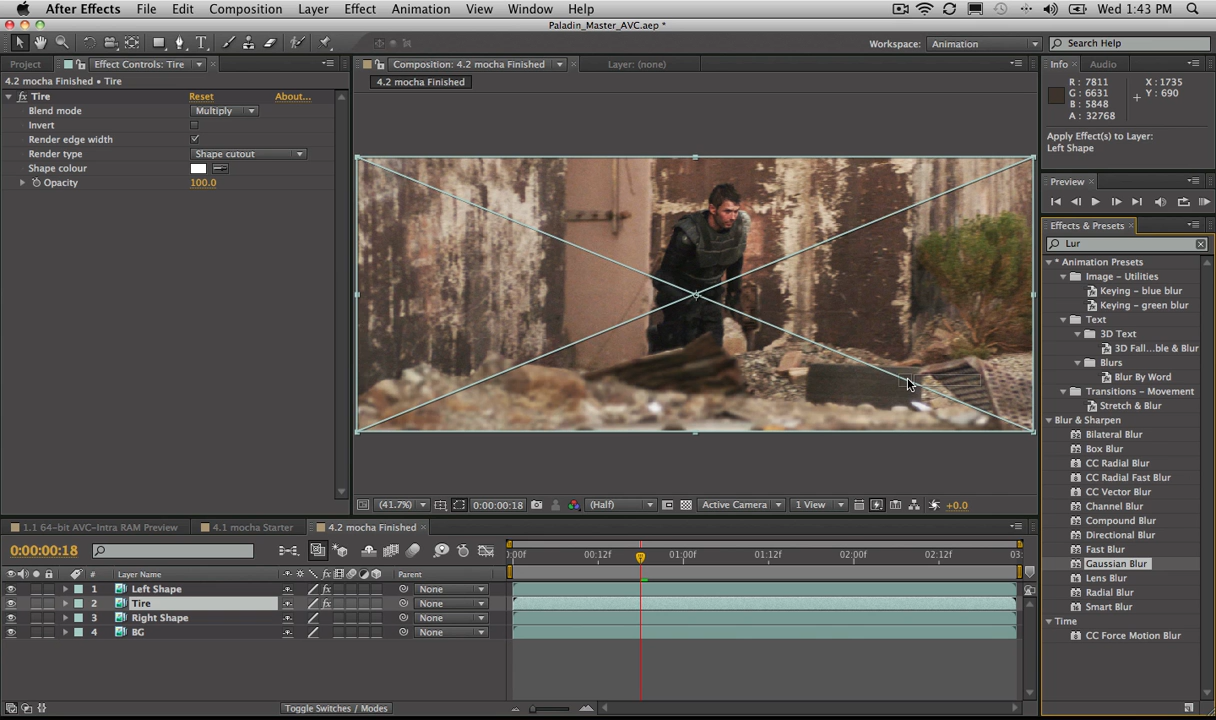 After Effects File Edit Composition Layer Effect Animation View Window Help Wed 1:43 PM
Paladin_Master_AVC.aep *
Workspace: Animation Search Help
Project Effect Controls: Tire Composition: 4.2 mocha Finished Layer: (none) Info Audio
4.2 mocha Finished • Tire
4.2 mocha Finished
fx Tire Reset About...
Blend mode Multiply
Invert
Render edge width
Render type Shape cutout
Shape colour
Opacity 100.0
R : 7811 X : 1735
G : 6631 Y : 690
B : 5848
A : 32768
Apply Effect(s) to Layer:
Left Shape
Preview
Effects & Presets
Lur
* Animation Presets
Image – Utilities
Keying – blue blur
Keying – green blur
Text
3D Text
3D Fall...ble & Blur
Blurs
Blur By Word
Transitions – Movement
Stretch & Blur
Blur & Sharpen
Bilateral Blur
Box Blur
CC Radial Blur
CC Radial Fast Blur
CC Vector Blur
Channel Blur
Compound Blur
Directional Blur
Fast Blur
Gaussian Blur
Lens Blur
Radial Blur
Smart Blur
Time
CC Force Motion Blur
(41.7%) 0:00:00:18 (Half) Active Camera 1 View +0.0
1.1 64-bit AVC-Intra RAM Preview 4.1 mocha Starter 4.2 mocha Finished
0:00:00:18
:00f 00:12f 01:00f 01:12f 02:00f 02:12f 03:
# Layer Name Parent
1 Left Shape fx None
2 Tire fx None
3 Right Shape None
4 BG None
Toggle Switches / Modes